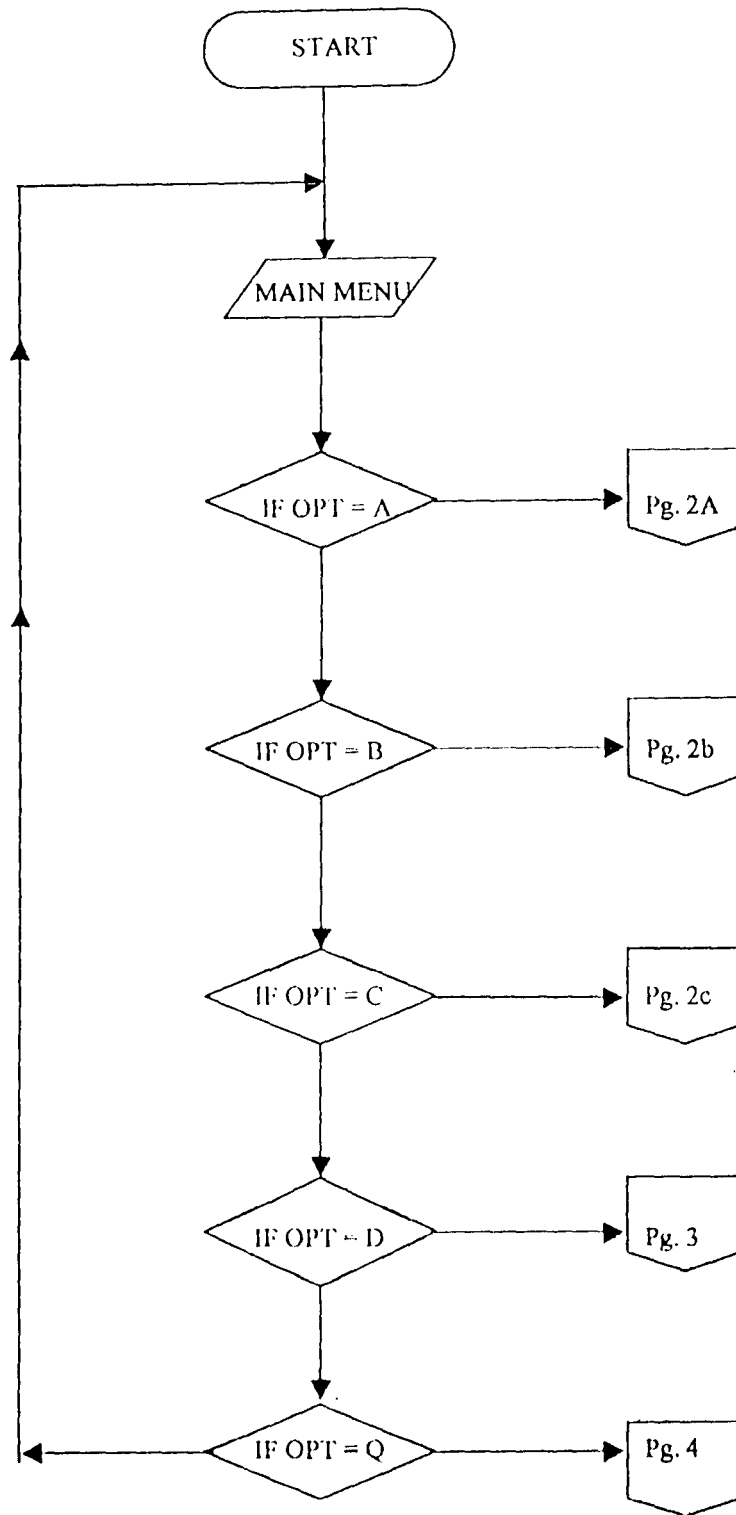 START
MAIN MENU
IF OPT = A
Pg. 2A
IF OPT = B
Pg. 2b
IF OPT = C
Pg. 2c
IF OPT = D
Pg. 3
IF OPT = Q
Pg. 4